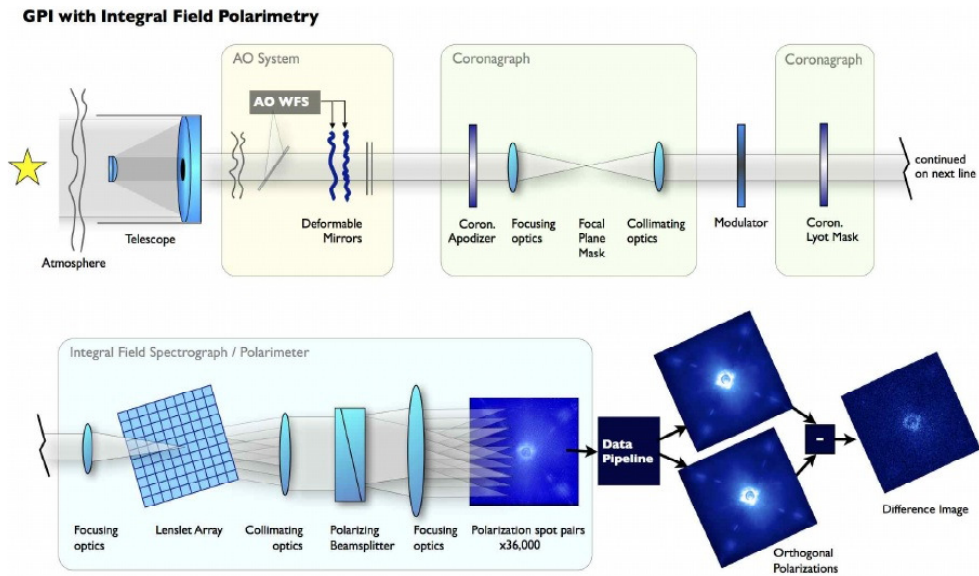 GPI with Integral Field Polarimetry
AO System
Coronagraph
Coronagraph
AO WFS
continued
on next line
Telescope
Deformable
Mirrors
Coron.
Apodizer
Focusing
optics
Focal
Plane
Mask
Collimating
optics
Modulator
Coron.
Lyot Mask
Atmosphere
Integral Field Spectrograph / Polarimeter
Data
Pipeline
-
Focusing
optics
Lenslet Array
Collimating
optics
Polarizing
Beamsplitter
Focusing
optics
Polarization spot pairs
x36,000
Difference Image
Orthogonal
Polarizations